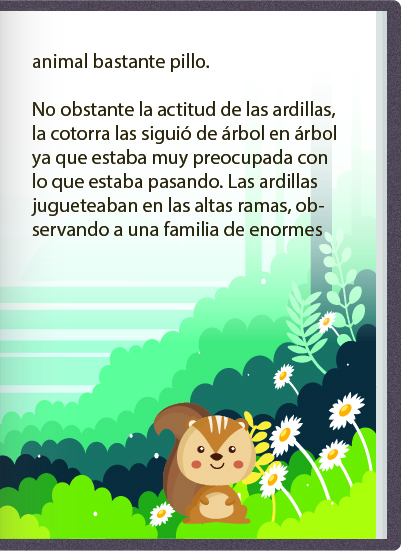 animal bastante pillo.
No obstante la actitud de las ardillas,
la cotorra las siguió de árbol en árbol
ya que estaba muy preocupada con
lo que estaba pasando. Las ardillas
jugueteaban en las altas ramas, ob-
servando a una familia de enormes